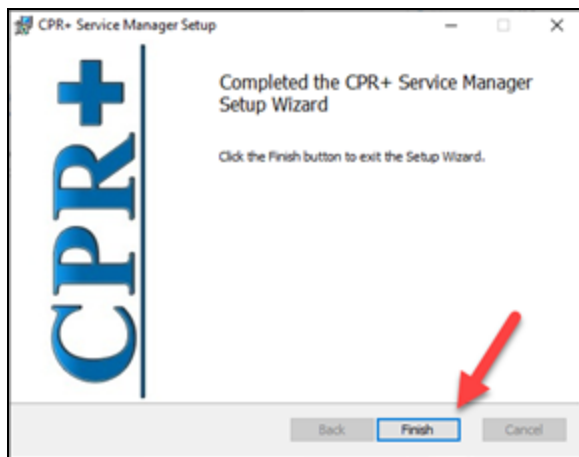 CPR+ Service Manager Setup
CPR+
Completed the CPR+ Service Manager
Setup Wizard
Click the Finish button to exit the Setup Wizard.
Back Finish Cancel